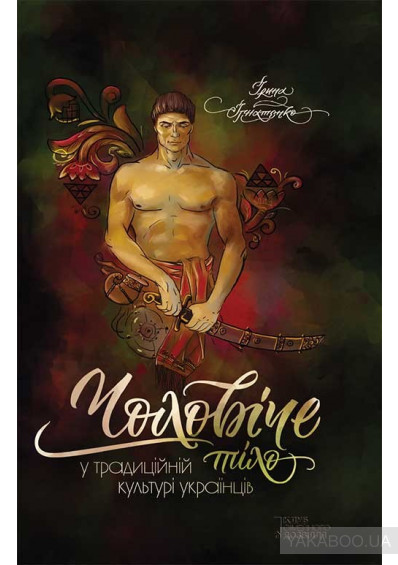 Ірина
Ігнатенко
Чоловіче
тіло
у традиційній
культурі українців
YAKABOO.UA